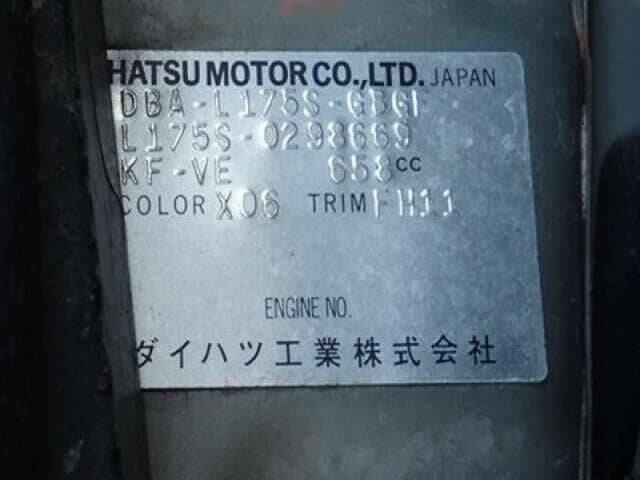 HATSU MOTOR CO., LTD. JAPAN
DBA-L175S-GBGF
L175S-0298669
KF-VE 658CC
COLOR X06 TRIM FH11
ENGINE NO.
ダイハツ工業株式会社